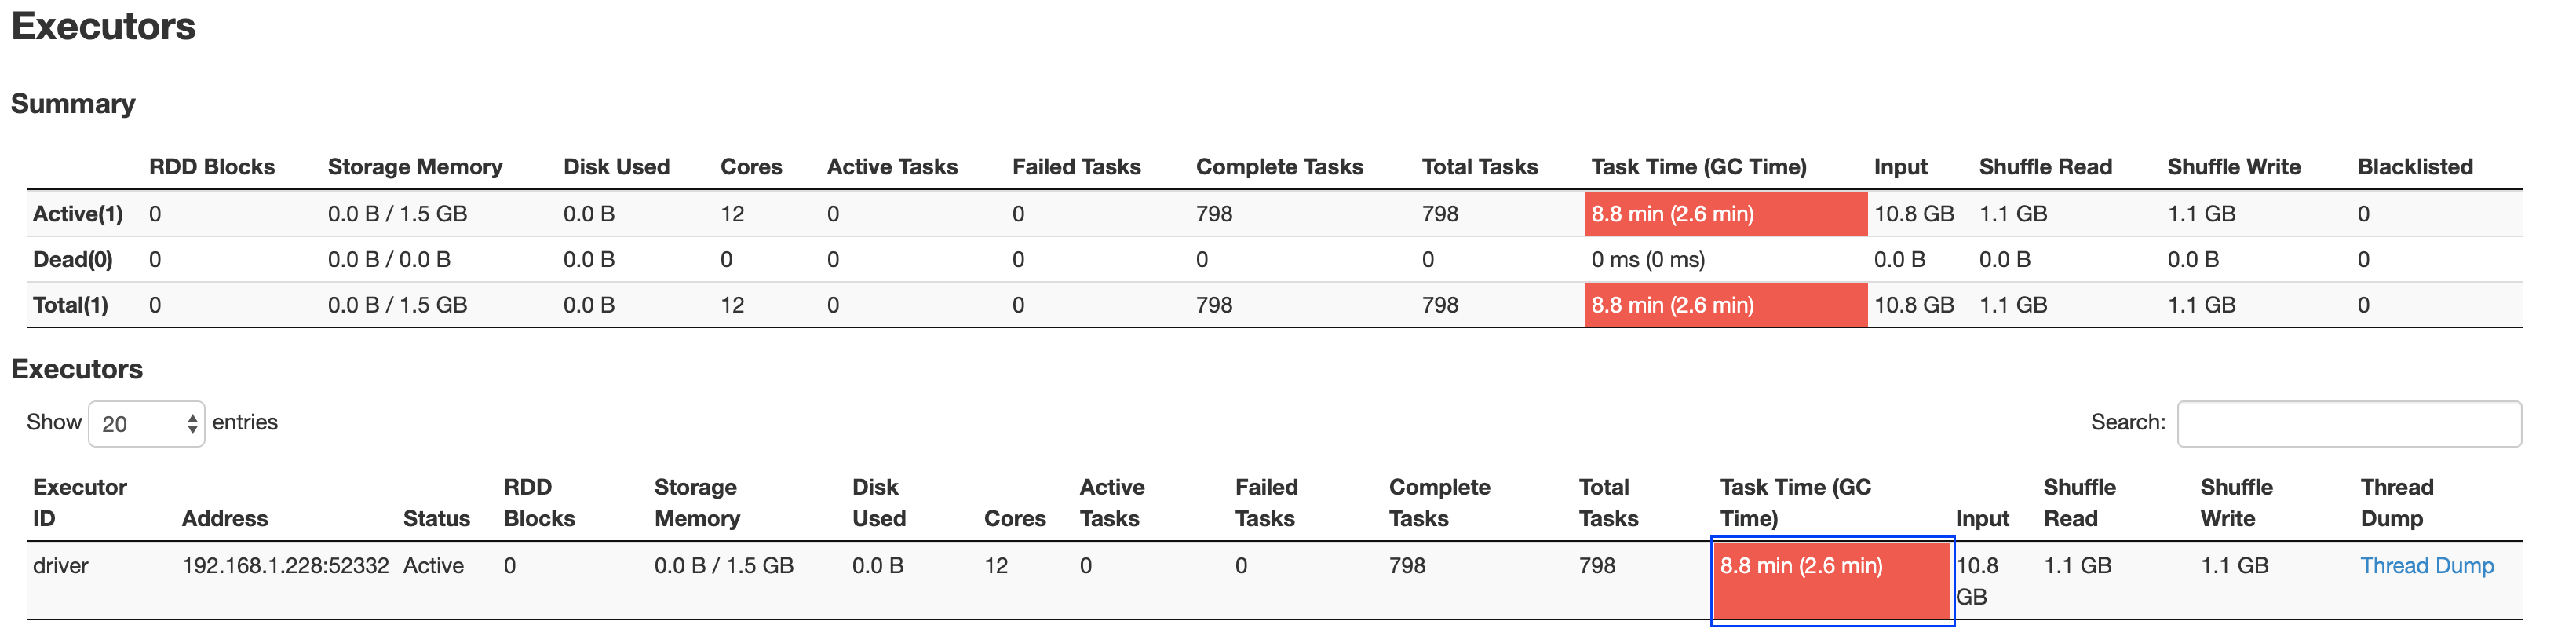 Executors
Summary
RDD Blocks Storage Memory Disk Used Cores Active Tasks Failed Tasks Complete Tasks Total Tasks Task Time (GC Time) Input Shuffle Read Shuffle Write Blacklisted
Active(1) 0 0.0 B / 1.5 GB 0.0 B 12 0 0 798 798 8.8 min (2.6 min) 10.8 GB 1.1 GB 1.1 GB 0
Dead(0) 0 0.0 B / 0.0 B 0.0 B 0 0 0 0 0 0 ms (0 ms) 0.0 B 0.0 B 0.0 B 0
Total(1) 0 0.0 B / 1.5 GB 0.0 B 12 0 0 798 798 8.8 min (2.6 min) 10.8 GB 1.1 GB 1.1 GB 0
Executors
Show 20 entries Search:
Executor RDD Storage Disk Active Failed Complete Total Task Time (GC Shuffle Shuffle Thread
ID Address Status Blocks Memory Used Cores Tasks Tasks Tasks Tasks Time) Input Read Write Dump
driver 192.168.1.228:52332 Active 0 0.0 B / 1.5 GB 0.0 B 12 0 0 798 798 8.8 min (2.6 min) 10.8 1.1 GB 1.1 GB Thread Dump
GB